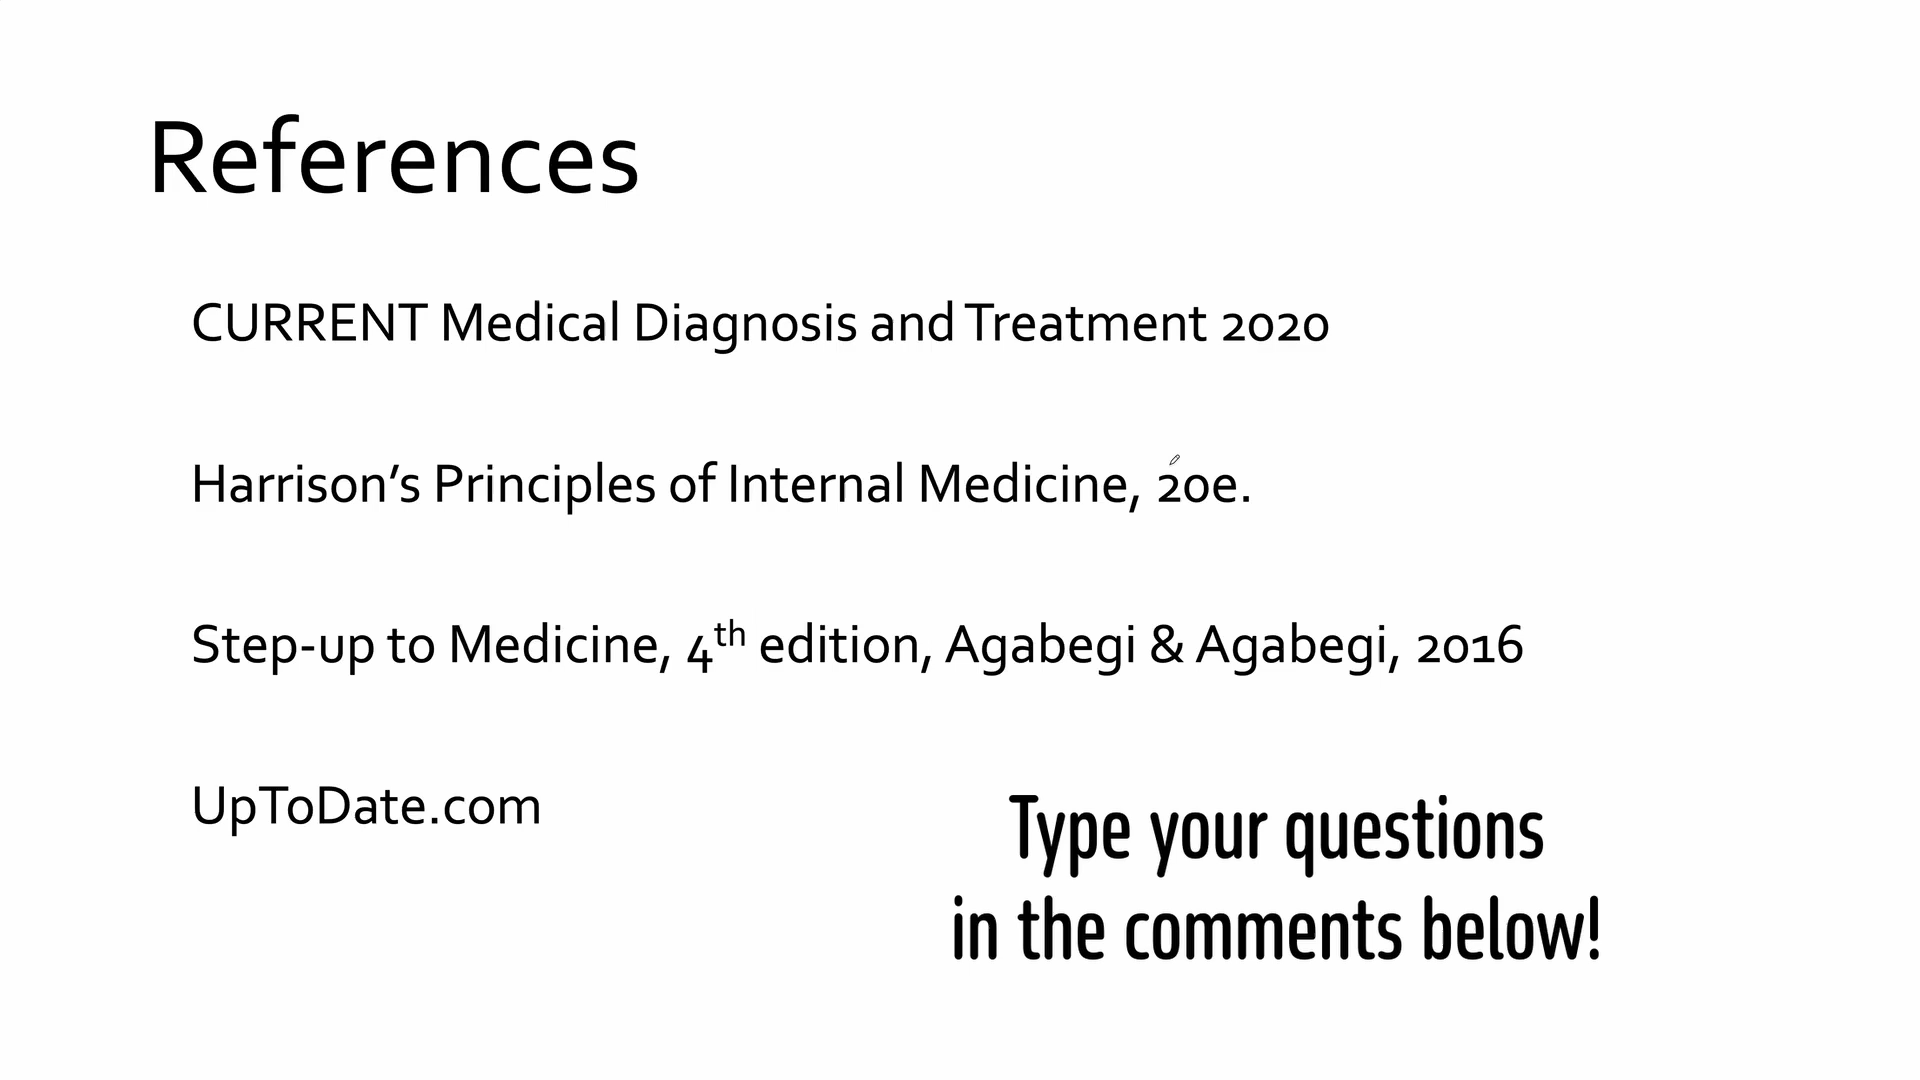 References
CURRENT Medical Diagnosis and Treatment 2020
Harrison’s Principles of Internal Medicine, 20e.
Step-up to Medicine, 4th edition, Agabegi & Agabegi, 2016
UpToDate.com
Type your questions
in the comments below!